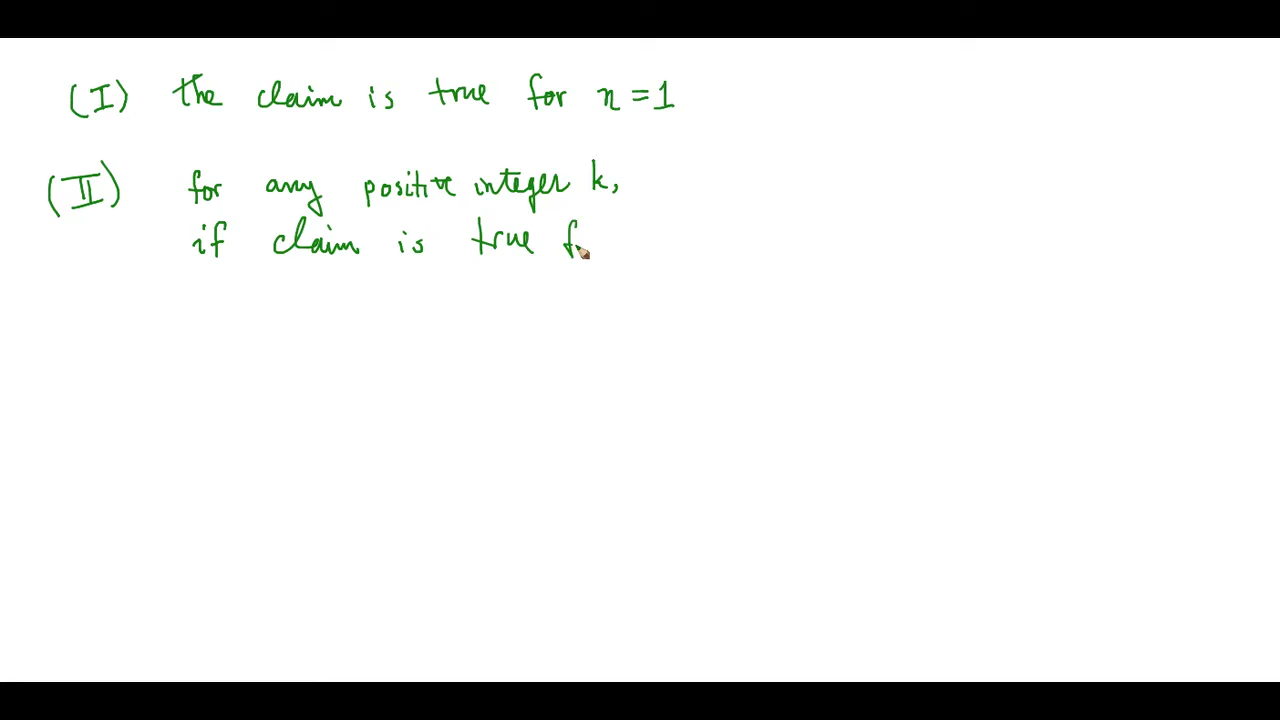 (I) the claim is true for n = 1
(II) for any positive integer k,
if claim is true f